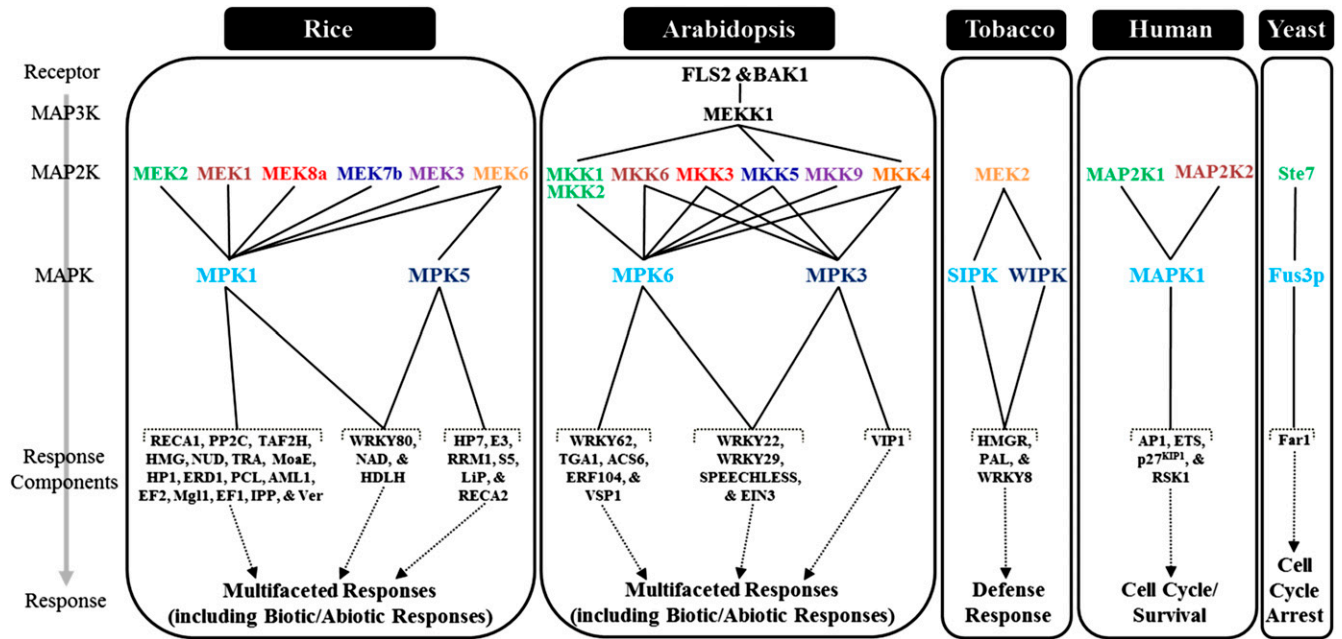 Rice
Arabidopsis
Tobacco
Human
Yeast
Receptor
FLS2 &BAK1
MAP3K
MEKK1
MAP2K
MEK2 MEK1 MEK8a MEK7b MEK3 MEK6
MKK1 MKK6 MKK3 MKK5 MKK9 MKK4
MKK2
MEK2
MAP2K1 MAP2K2
Ste7
MAPK
MPK1 MPK5
MPK6 MPK3
SIPK WIPK
MAPK1
Fus3p
Response
Components
RECA1, PP2C, TAF2H,
HMG, NUD, TRA, MoaE,
HP1, ERD1, PCL, AML1,
EF2, Mgl1, EF1, IPP, & Ver
WRKY80,
NAD, &
HDLH
HP7, E3,
RRM1, S5,
LiP, &
RECA2
WRKY62,
TGA1, ACS6,
ERF104, &
VSP1
WRKY22,
WRKY29,
SPEECHLESS,
& EIN3
VIP1
HMGR,
PAL, &
WRKY8
AP1, ETS,
p27KIP1, &
RSK1
Far1
Response
Multifaceted Responses
(including Biotic/Abiotic Responses)
Multifaceted Responses
(including Biotic/Abiotic Responses)
Defense
Response
Cell Cycle/
Survival
Cell
Cycle
Arrest